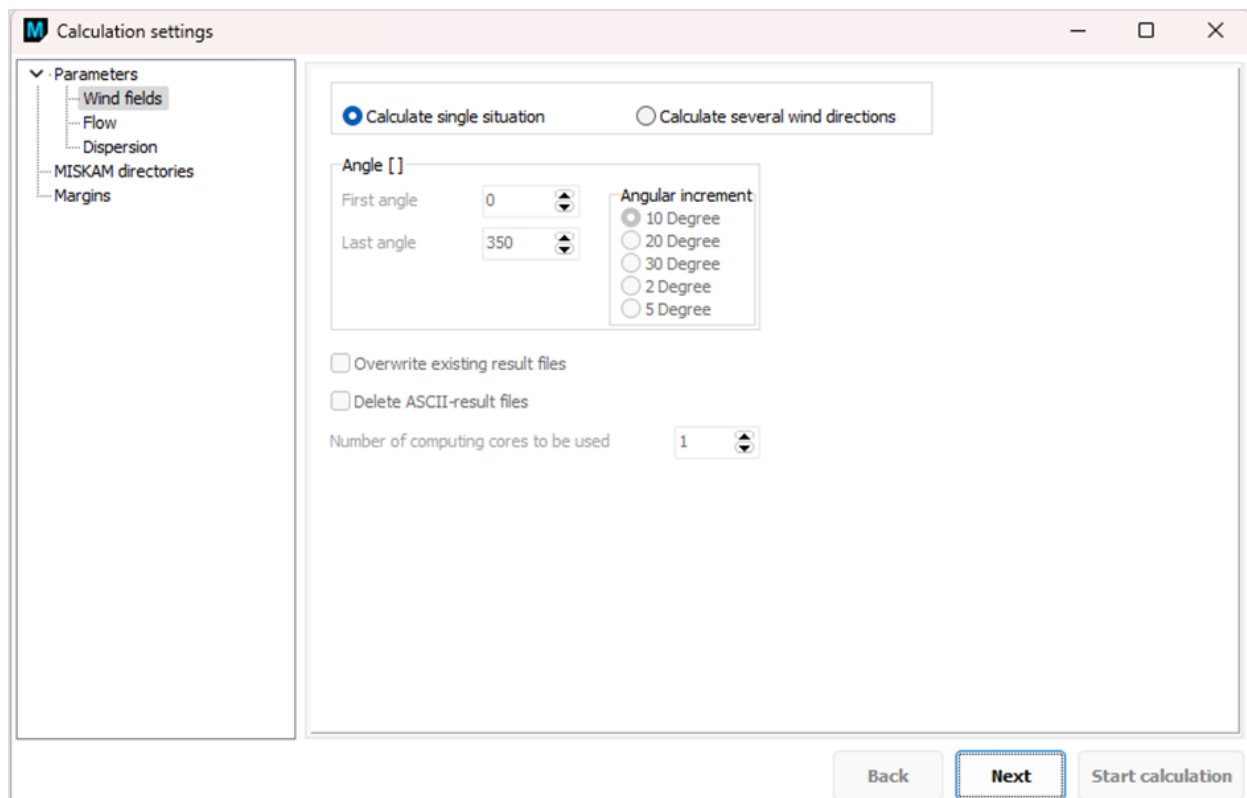 M Calculation settings
Parameters
Wind fields
Flow
Dispersion
MISKAM directories
Margins
Calculate single situation Calculate several wind directions
Angle [ ]
First angle 0
Last angle 350
Angular increment
10 Degree
20 Degree
30 Degree
2 Degree
5 Degree
Overwrite existing result files
Delete ASCII-result files
Number of computing cores to be used 1
Back Next Start calculation